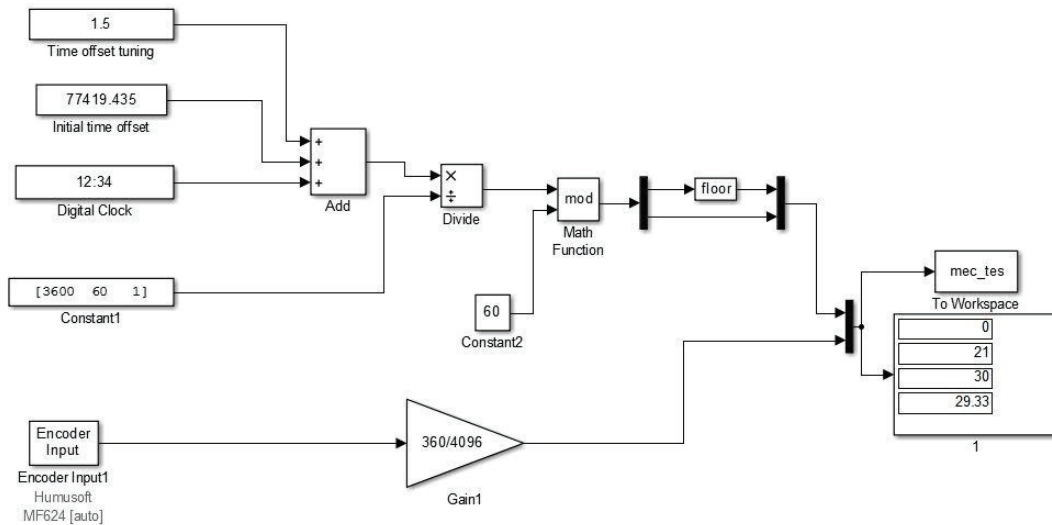 1.5
Time offset tuning
77419.435
Initial time offset
12:34
Digital Clock
+
+
+
Add
×
÷
Divide
mod
Math
Function
floor
[3600 60 1]
Constant1
60
Constant2
mec_tes
To Workspace
0
21
30
29.33
1
Encoder
Input
Encoder Input1
Humusoft
MF624 [auto]
360/4096
Gain1